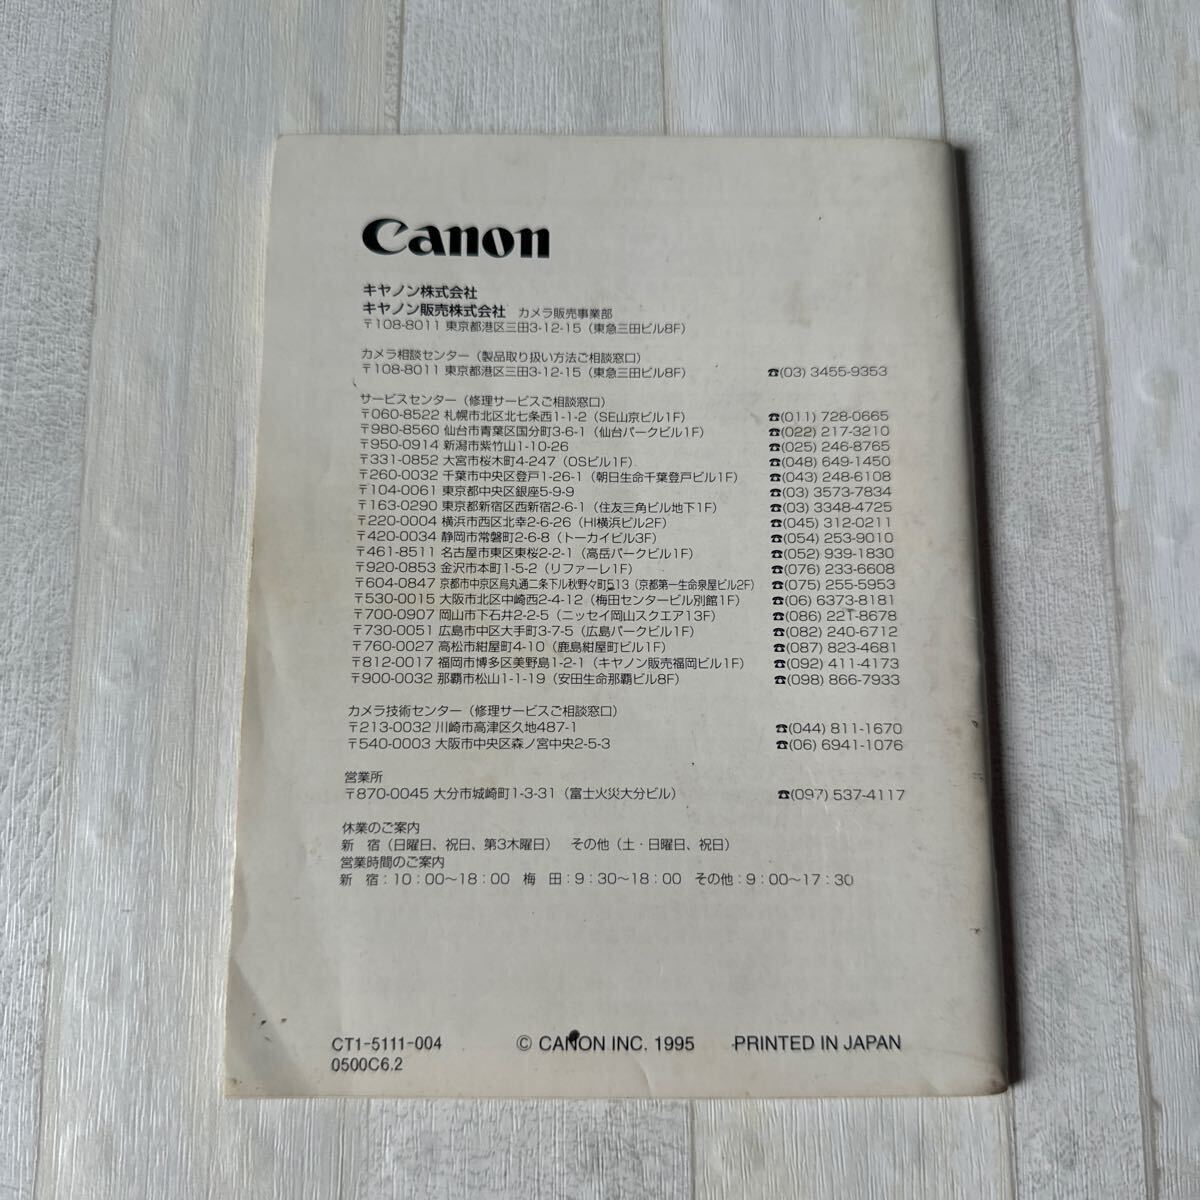 Canon
キヤノン株式会社
キヤノン販売株式会社 カメラ販売事業部
〒108-8011 東京都港区三田3-12-15（東急三田ビル8F）
カメラ相談センター（製品取り扱い方法ご相談窓口）
〒108-8011 東京都港区三田3-12-15（東急三田ビル8F） ☎(03) 3455-9353
サービスセンター（修理サービスご相談窓口）
〒060-8522 札幌市北区北七条西1-1-2（SE山京ビル1F） ☎(011) 728-0665
〒980-8560 仙台市青葉区国分町3-6-1（仙台パークビル1F） ☎(022) 217-3210
〒950-0914 新潟市紫竹山1-10-26 ☎(025) 246-8765
〒331-0852 大宮市桜木町4-247（OSビル1F） ☎(048) 649-1450
〒260-0032 千葉市中央区登戸1-26-1（朝日生命千葉登戸ビル1F） ☎(043) 248-6108
〒104-0061 東京都中央区銀座5-9-9 ☎(03) 3573-7834
〒163-0290 東京都新宿区西新宿2-6-1（住友三角ビル地下1F） ☎(03) 3348-4725
〒220-0004 横浜市西区北幸2-6-26（HI横浜ビル2F） ☎(045) 312-0211
〒420-0034 静岡市常磐町2-6-8（トーカイビル3F） ☎(054) 253-9010
〒461-8511 名古屋市東区東桜2-2-1（高岳パークビル1F） ☎(052) 939-1830
〒920-0853 金沢市本町1-5-2（リファーレ1F） ☎(076) 233-6608
〒604-0847 京都市中京区烏丸通二条下ル秋野々町513（京都第一生命泉屋ビル2F） ☎(075) 255-5953
〒530-0015 大阪市北区中崎西2-4-12（梅田センタービル別館1F） ☎(06) 6373-8181
〒700-0907 岡山市下石井2-2-5（ニッセイ岡山スクエア13F） ☎(086) 221-8678
〒730-0051 広島市中区大手町3-7-5（広島パークビル1F） ☎(082) 240-6712
〒760-0027 高松市紺屋町4-10（鹿島紺屋町ビル1F） ☎(087) 823-4681
〒812-0017 福岡市博多区美野島1-2-1（キヤノン販売福岡ビル1F） ☎(092) 411-4173
〒900-0032 那覇市松山1-1-19（安田生命那覇ビル8F） ☎(098) 866-7933
カメラ技術センター（修理サービスご相談窓口）
〒213-0032 川崎市高津区久地487-1 ☎(044) 811-1670
〒540-0003 大阪市中央区森ノ宮中央2-5-3 ☎(06) 6941-1076
営業所
〒870-0045 大分市城崎町1-3-31（富士火災大分ビル） ☎(097) 537-4117
休業のご案内
新 宿（日曜日、祝日、第3木曜日） その他（土・日曜日、祝日）
営業時間のご案内
新 宿：10：00～18：00 梅 田：9：30～18：00 その他：9：00～17：30
CT1-5111-004 © CANON INC. 1995 PRINTED IN JAPAN
0500C6.2